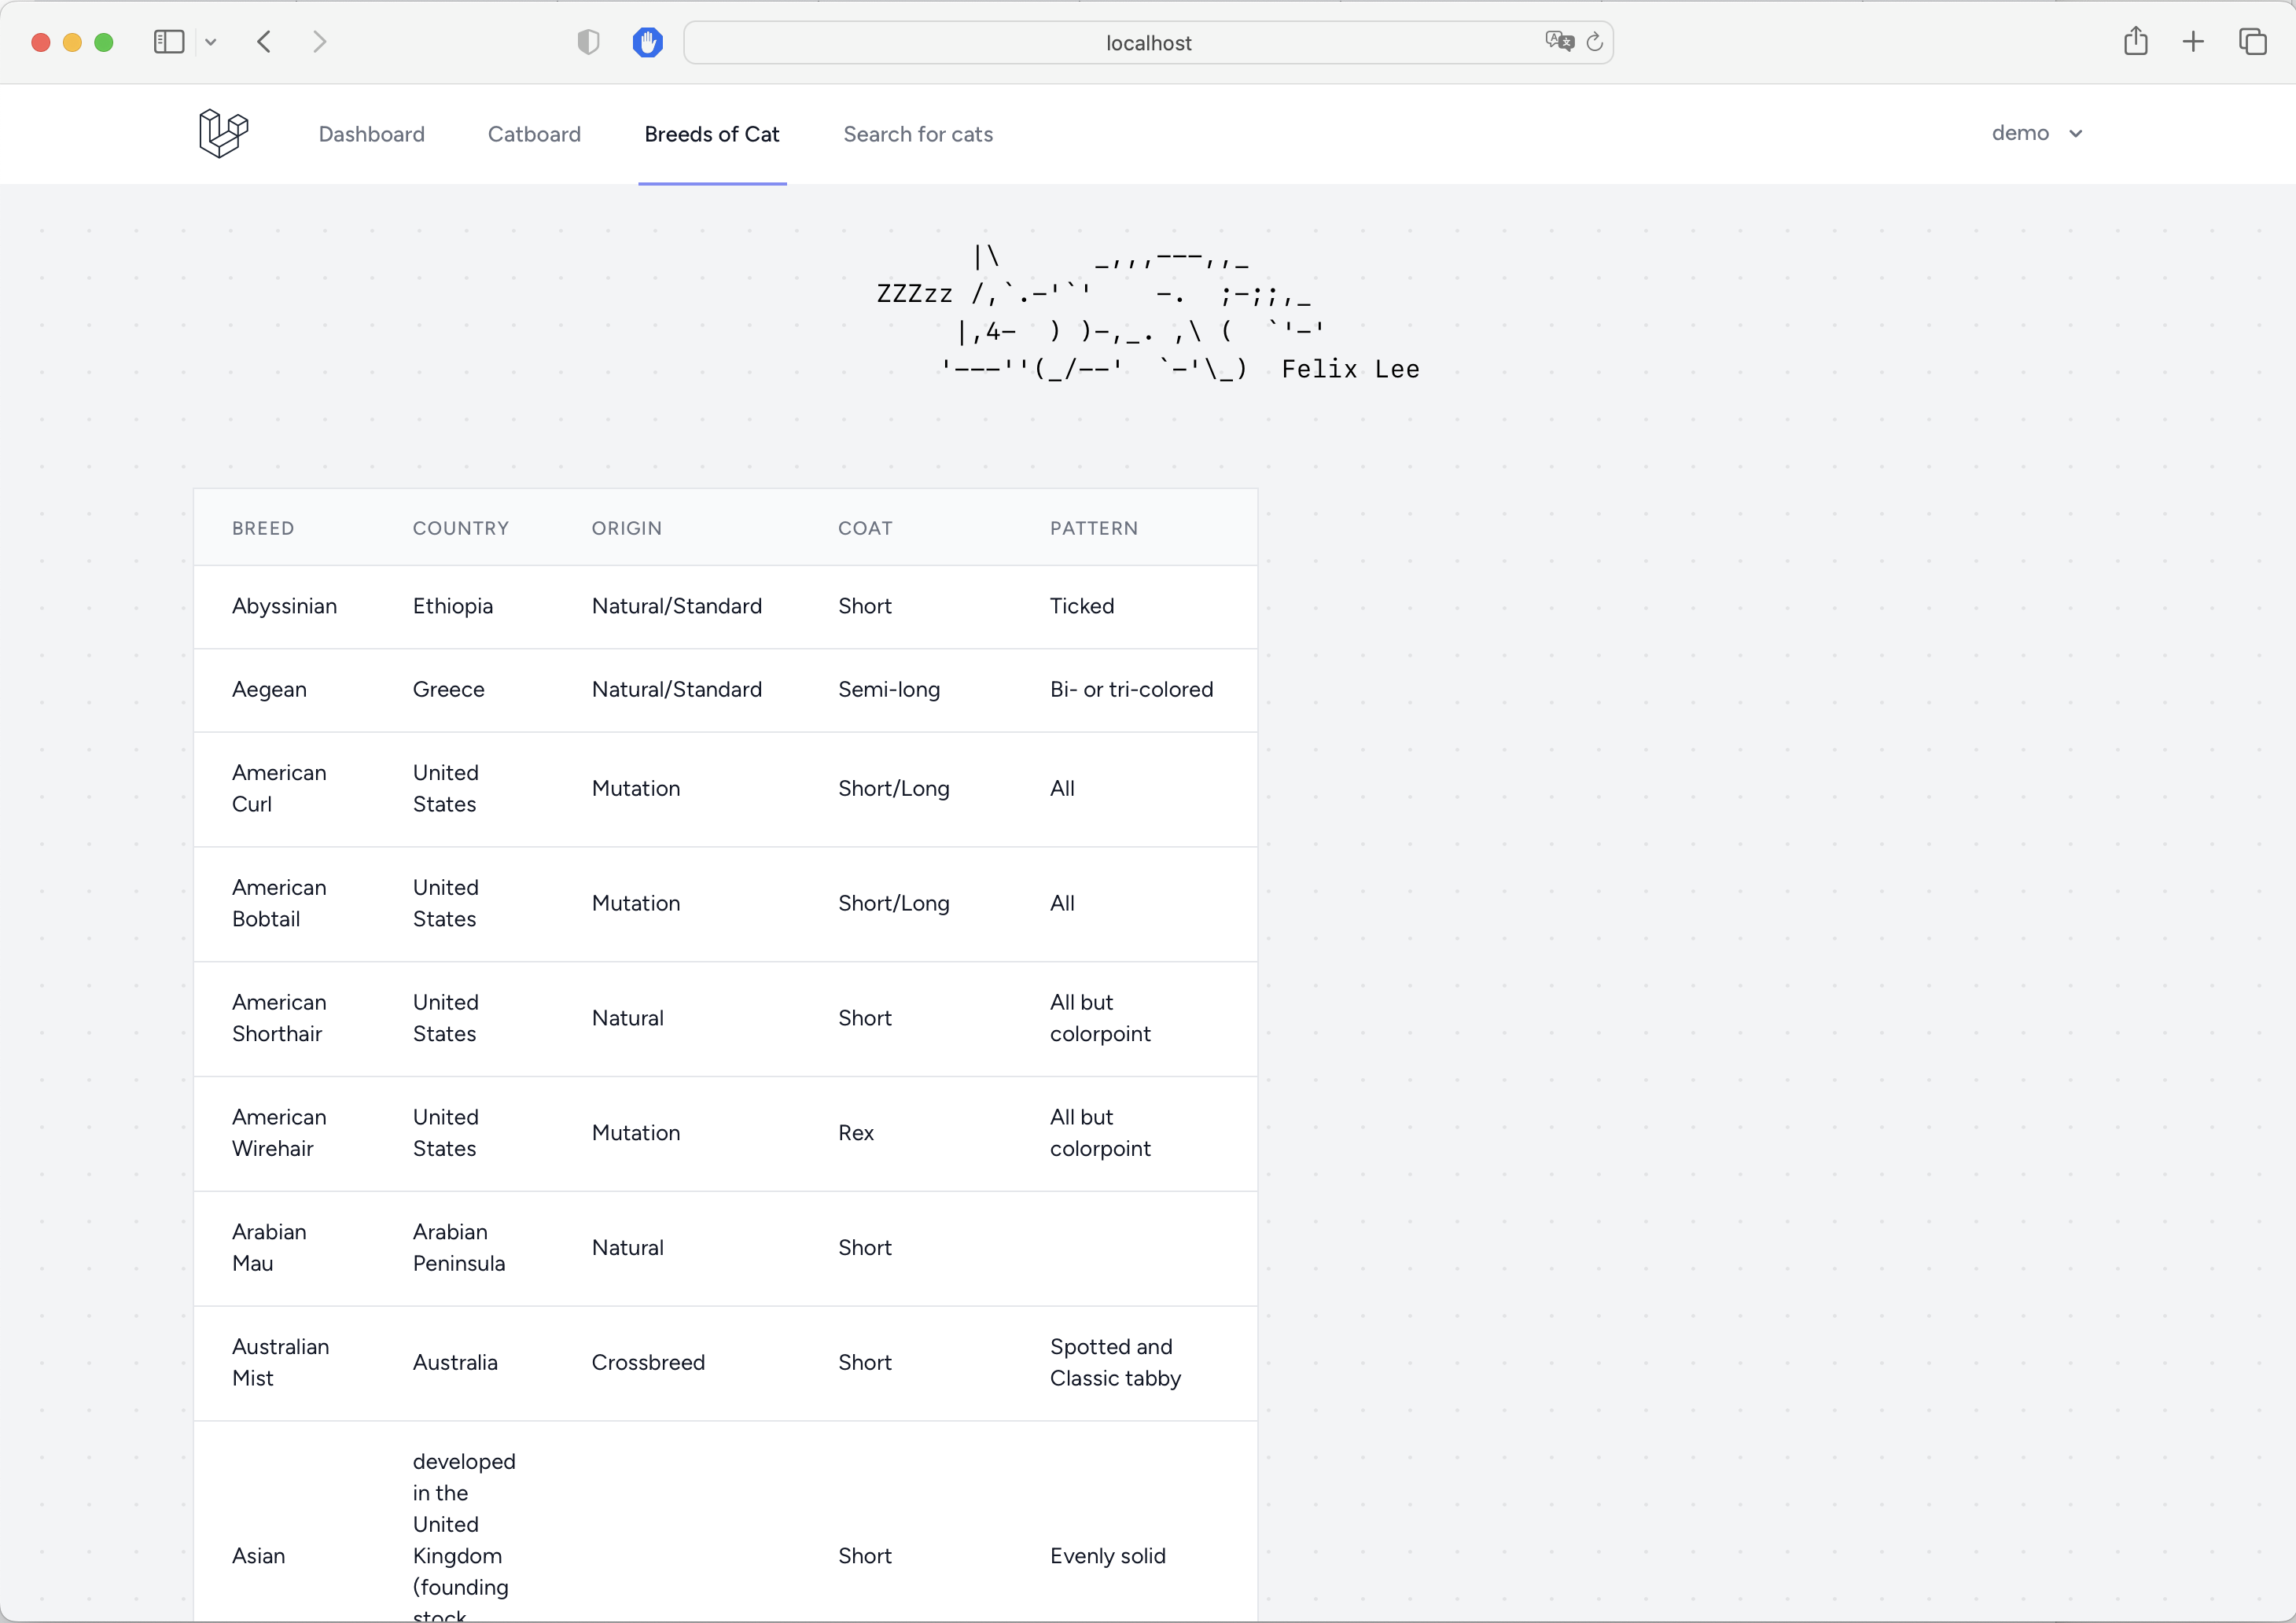 localhost
Dashboard Catboard Breeds of Cat Search for cats demo
|\      _,,,---,,_
ZZZzz /,`.-'`'    -.  ;-;;,_
|,4-  ) )-,_. ,\ (  `'-'
'---''(_/--'  `-'\_)  Felix Lee
BREED COUNTRY ORIGIN COAT PATTERN
Abyssinian Ethiopia Natural/Standard Short Ticked
Aegean Greece Natural/Standard Semi-long Bi- or tri-colored
American United
Curl States
Mutation Short/Long All
American United
Bobtail States
Mutation Short/Long All
American United
Shorthair States
Natural Short
All but
colorpoint
American United
Wirehair States
Mutation Rex
All but
colorpoint
Arabian Arabian
Mau Peninsula
Natural Short
Australian
Mist
Australia Crossbreed Short
Spotted and
Classic tabby
Asian
developed
in the
United
Kingdom
(founding
stock
Short Evenly solid